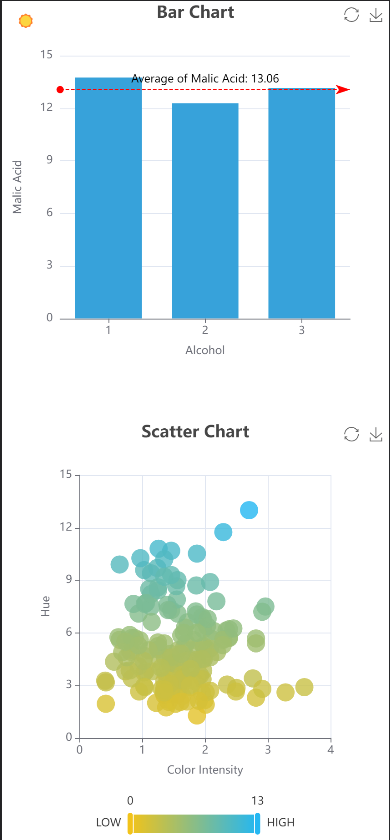 Bar Chart
15
12
9
6
3
0
Average of Malic Acid: 13.06
Malic Acid
1 2 3
Alcohol
Scatter Chart
15
12
9
6
3
0
Hue
0 1 2 3 4
Color Intensity
0 13
LOW HIGH